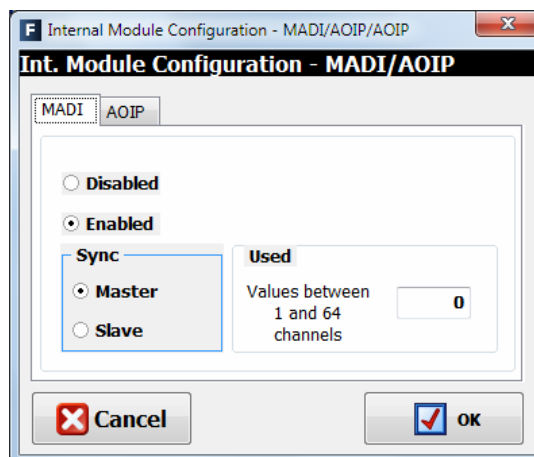 F Internal Module Configuration - MADI/AOIP/AOIP
Int. Module Configuration - MADI/AOIP
MADI AOIP
Disabled
Enabled
Sync
Master
Slave
Used
Values between
1 and 64
channels
0
Cancel
OK